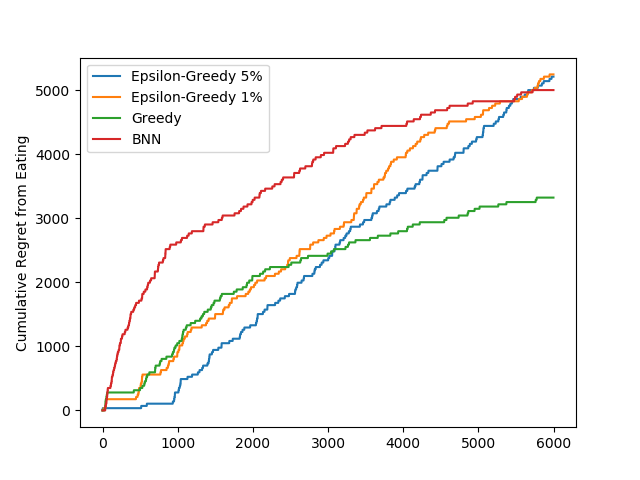 Epsilon-Greedy 5%
Epsilon-Greedy 1%
Greedy
BNN
Cumulative Regret from Eating
5000
4000
3000
2000
1000
0
0 1000 2000 3000 4000 5000 6000